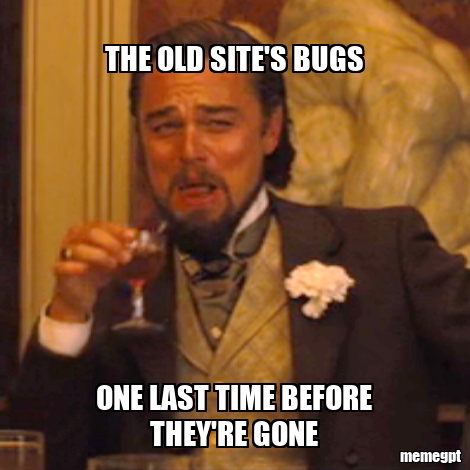 THE OLD SITE'S BUGS
ONE LAST TIME BEFORE
THEY'RE GONE
memegpt